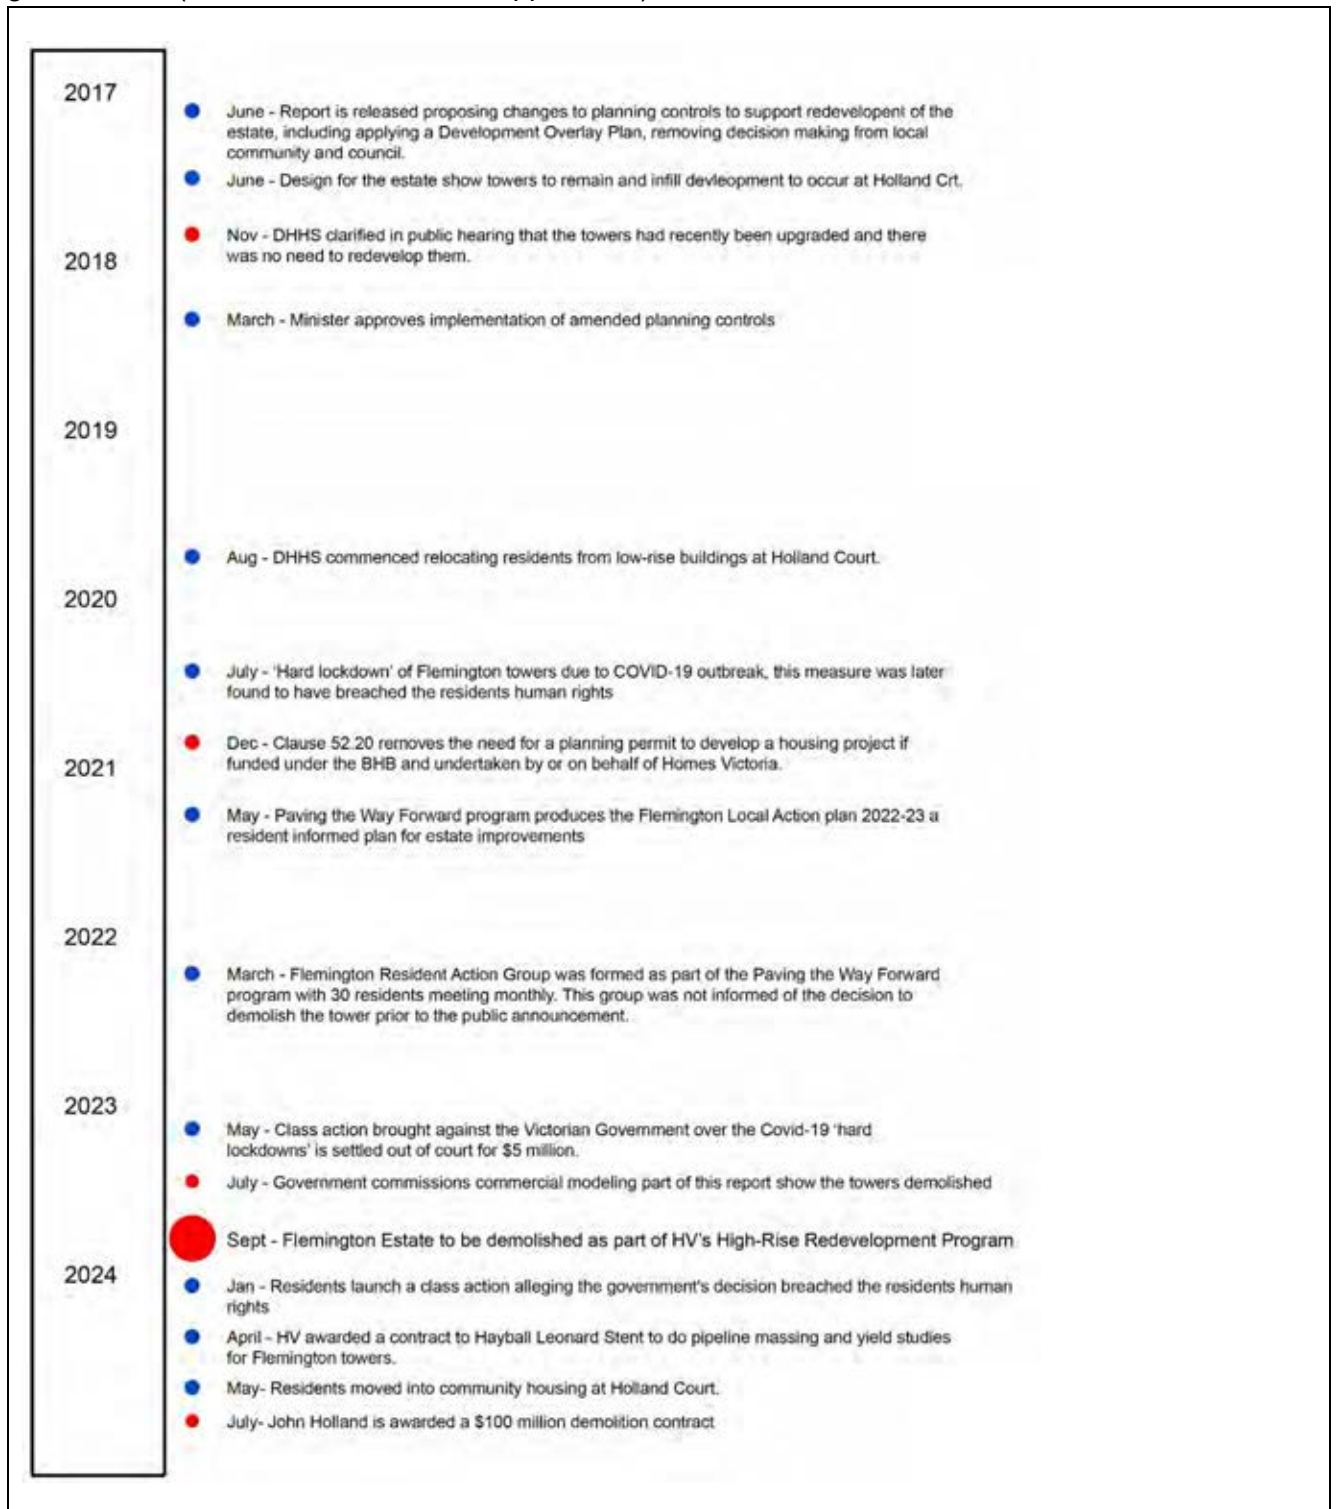 2017
June - Report is released proposing changes to planning controls to support redevelopent of the
estate, including applying a Development Overlay Plan, removing decision making from local
community and council.
June - Design for the estate show towers to remain and infill devleopment to occur at Holland Crt.
Nov - DHHS clarified in public hearing that the towers had recently been upgraded and there
was no need to redevelop them.
2018
March - Minister approves implementation of amended planning controls
2019
Aug - DHHS commenced relocating residents from low-rise buildings at Holland Court.
2020
July - 'Hard lockdown' of Flemington towers due to COVID-19 outbreak, this measure was later
found to have breached the residents human rights
Dec - Clause 52.20 removes the need for a planning permit to develop a housing project if
funded under the BHB and undertaken by or on behalf of Homes Victoria.
2021
May - Paving the Way Forward program produces the Flemington Local Action plan 2022-23 a
resident informed plan for estate improvements
2022
March - Flemington Resident Action Group was formed as part of the Paving the Way Forward
program with 30 residents meeting monthly. This group was not informed of the decision to
demolish the tower prior to the public announcement.
2023
May - Class action brought against the Victorian Government over the Covid-19 'hard
lockdowns' is settled out of court for $5 million.
July - Government commissions commercial modeling part of this report show the towers demolished
Sept - Flemington Estate to be demolished as part of HV's High-Rise Redevelopment Program
2024
Jan - Residents launch a class action alleging the government's decision breached the residents human
rights
April - HV awarded a contract to Hayball Leonard Stent to do pipeline massing and yield studies
for Flemington towers.
May- Residents moved into community housing at Holland Court.
July- John Holland is awarded a $100 million demolition contract